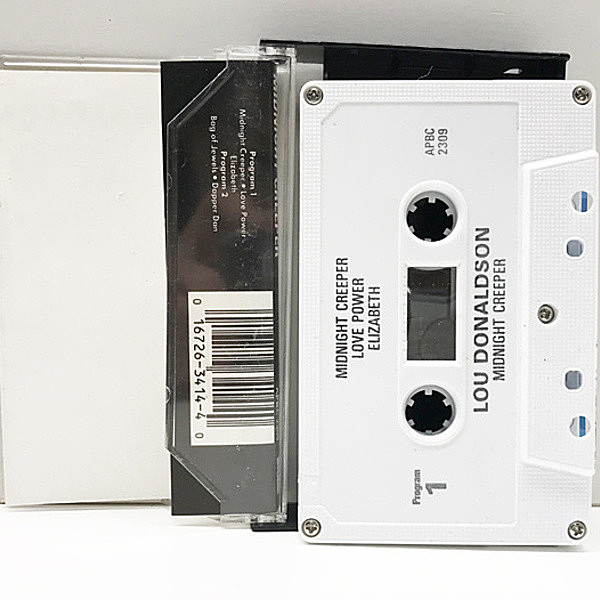 Program 1
Midnight Creeper • Love Power
Elizabeth
Program 2
Bag of Jewels • Dapper Dan
0 16726-3414-4 0
APBC
2309
MIDNIGHT CREEPER
LOVE POWER
ELIZABETH
LOU DONALDSON
MIDNIGHT CREEPER
Program
1